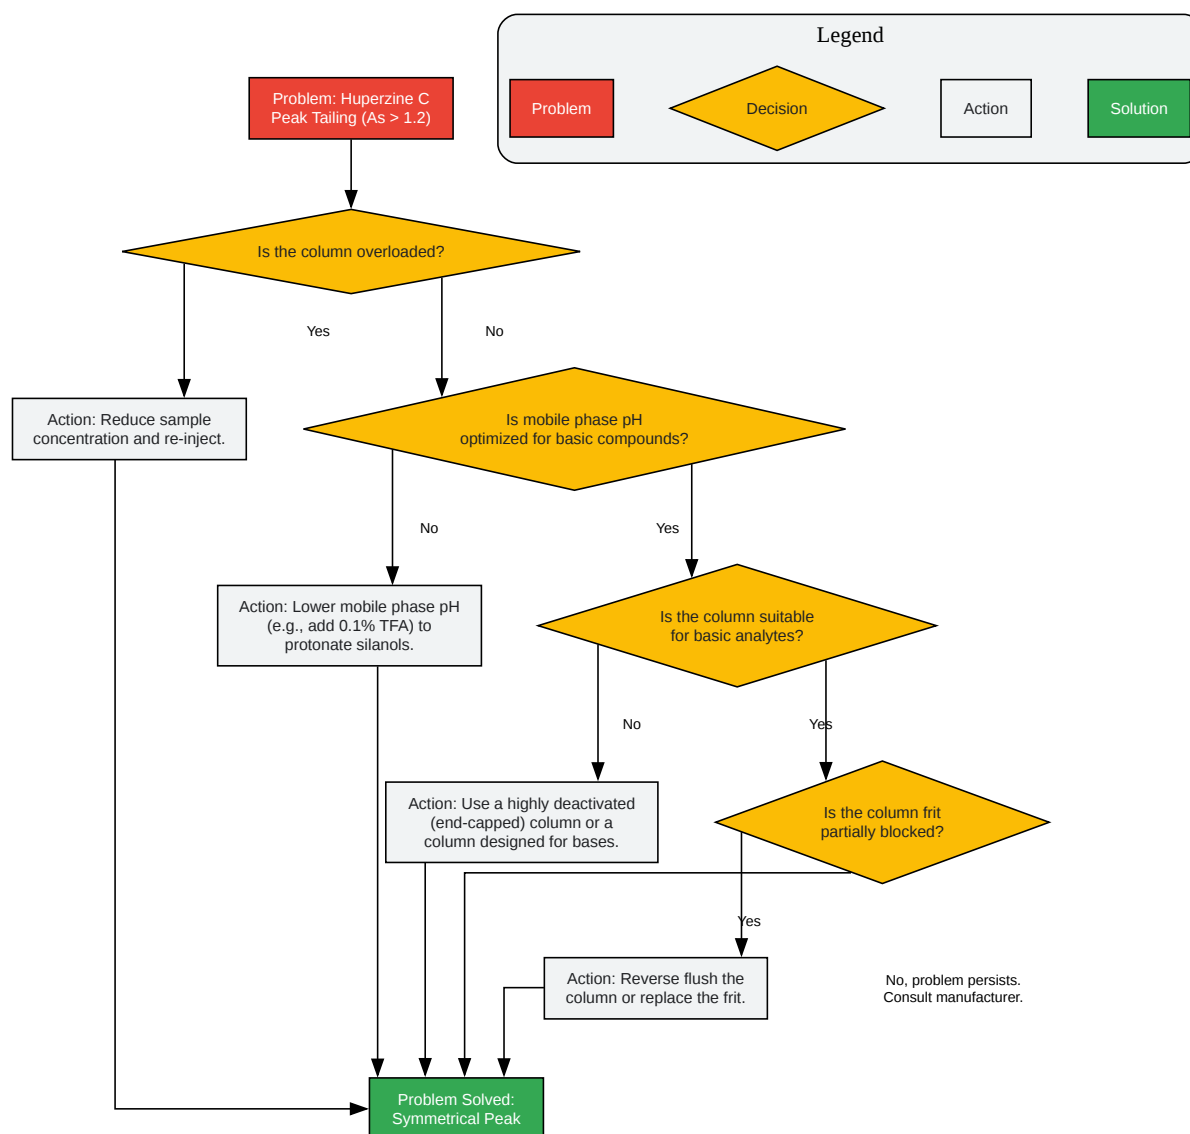 Legend
Problem
Decision
Action
Solution
Problem: Huperzine C
Peak Tailing (As > 1.2)
Is the column overloaded?
Yes
No
Action: Reduce sample
concentration and re-inject.
Is mobile phase pH
optimized for basic compounds?
No
Yes
Action: Lower mobile phase pH
(e.g., add 0.1% TFA) to
protonate silanols.
Is the column suitable
for basic analytes?
No
Yes
Action: Use a highly deactivated
(end-capped) column or a
column designed for bases.
Is the column frit
partially blocked?
Yes
Action: Reverse flush the
column or replace the frit.
No, problem persists.
Consult manufacturer.
Problem Solved:
Symmetrical Peak